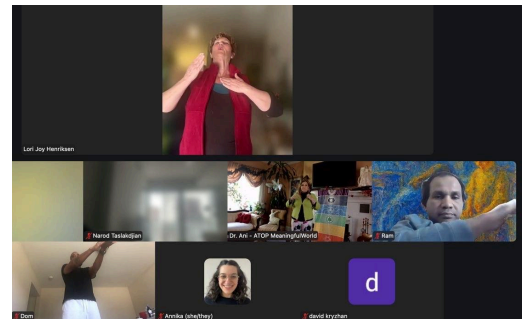 Lori Joy Henriksen
Narod Taslakdjian
Dr. Ani - ATOP MeaningfulWorld
Ram
Dom
Annika (she/they)
david kryzhan
d